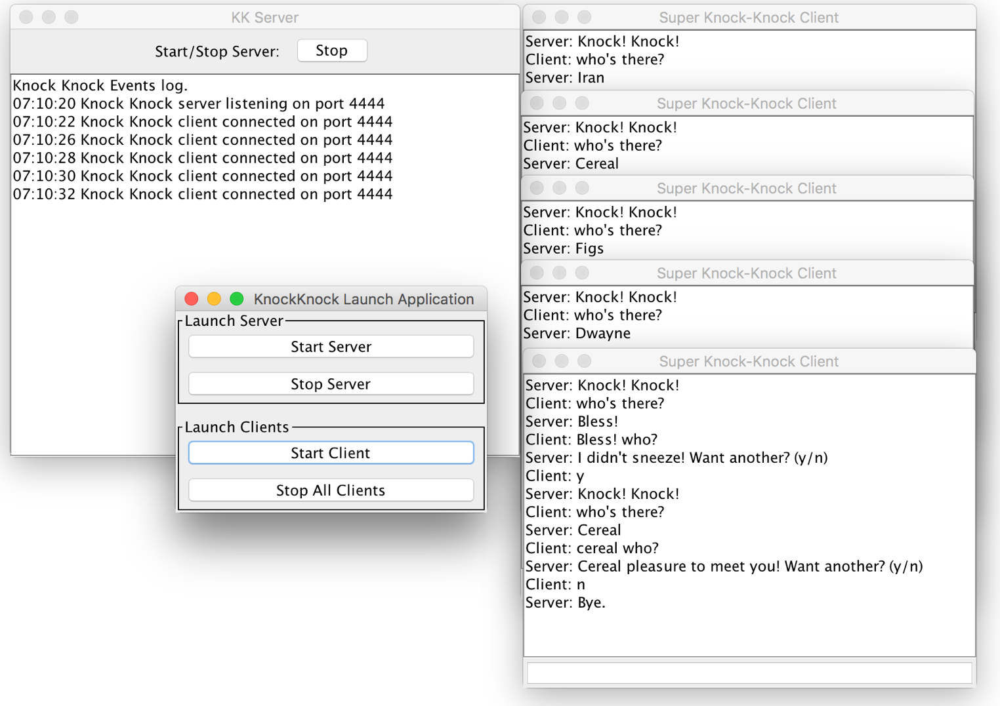 KK Server
Start/Stop Server:
Stop
Knock Knock Events log.
07:10:20 Knock Knock server listening on port 4444
07:10:22 Knock Knock client connected on port 4444
07:10:26 Knock Knock client connected on port 4444
07:10:28 Knock Knock client connected on port 4444
07:10:30 Knock Knock client connected on port 4444
07:10:32 Knock Knock client connected on port 4444
KnockKnock Launch Application
Launch Server
Start Server
Stop Server
Launch Clients
Start Client
Stop All Clients
Super Knock-Knock Client
Server: Knock! Knock!
Client: who's there?
Server: Iran
Super Knock-Knock Client
Server: Knock! Knock!
Client: who's there?
Server: Cereal
Super Knock-Knock Client
Server: Knock! Knock!
Client: who's there?
Server: Figs
Super Knock-Knock Client
Server: Knock! Knock!
Client: who's there?
Server: Dwayne
Super Knock-Knock Client
Server: Knock! Knock!
Client: who's there?
Server: Bless!
Client: Bless! who?
Server: I didn't sneeze! Want another? (y/n)
Client: y
Server: Knock! Knock!
Client: who's there?
Server: Cereal
Client: cereal who?
Server: Cereal pleasure to meet you! Want another? (y/n)
Client: n
Server: Bye.